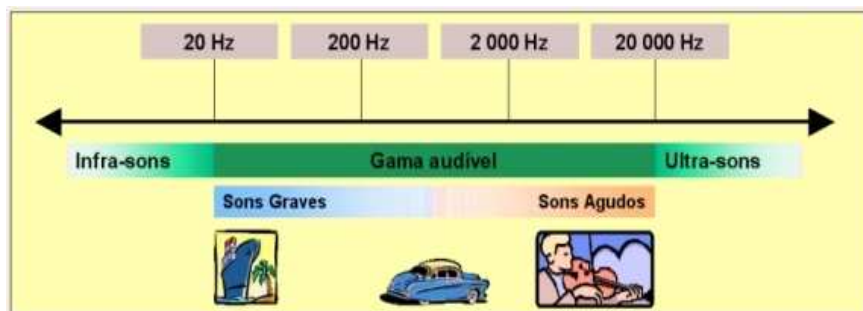 20 Hz 200 Hz 2 000 Hz 20 000 Hz
Infra-sons Gama audível Ultra-sons
Sons Graves Sons Agudos